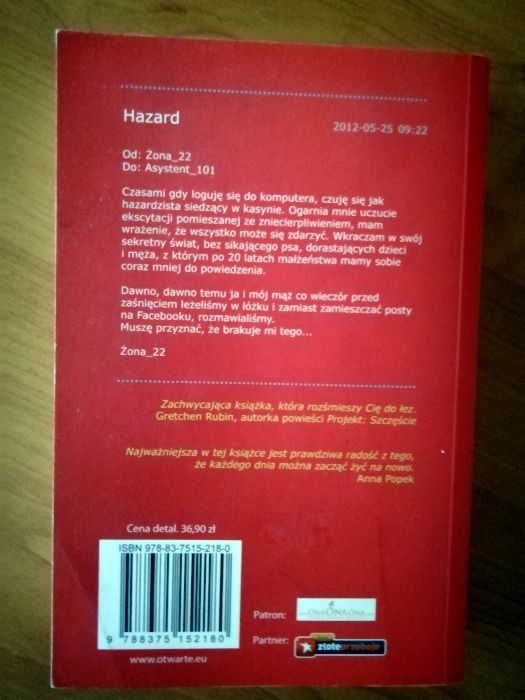 Hazard
2012-05-25 09:22
Od: Żona_22
Do: Asystent_101
Czasami gdy loguję się do komputera, czuję się jak
hazardzista siedzący w kasynie. Ogarnia mnie uczucie
ekscytacji pomieszanej ze zniecierpliwieniem, mam
wrażenie, że wszystko może się zdarzyć. Wkraczam w swój
sekretny świat, bez sikającego psa, dorastających dzieci
i męża, z którym po 20 latach małżeństwa mamy sobie
coraz mniej do powiedzenia.
Dawno, dawno temu ja i mój mąż co wieczór przed
zaśnięciem leżeliśmy w łóżku i zamiast zamieszczać posty
na Facebooku, rozmawialiśmy.
Muszę przyznać, że brakuje mi tego...
Żona_22
Zachwycająca książka, która rozśmieszy Cię do łez.
Gretchen Rubin, autorka powieści Projekt: Szczęście
Najważniejsza w tej książce jest prawdziwa radość z tego,
że każdego dnia można zacząć żyć na nowo.
Anna Popek
Cena detal. 36,90 zł
ISBN 978-83-7515-218-0
9 788375 152180
www.otwarte.eu
Patron:
Partner:
złoteprzeboje